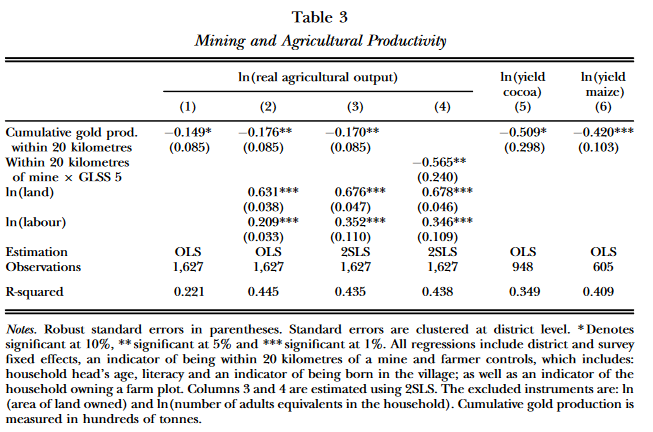 Table 3
Mining and Agricultural Productivity
ln(real agricultural output) ln(yield cocoa) ln(yield maize)
(1) (2) (3) (4) (5) (6)
Cumulative gold prod. within 20 kilometres −0.149* −0.176** −0.170** −0.509* −0.420***
(0.085) (0.085) (0.085) (0.298) (0.103)
Within 20 kilometres of mine × GLSS 5 −0.565**
(0.240)
ln(land) 0.631*** 0.676*** 0.678***
(0.038) (0.047) (0.046)
ln(labour) 0.209*** 0.352*** 0.346***
(0.033) (0.110) (0.109)
Estimation OLS OLS 2SLS 2SLS OLS OLS
Observations 1,627 1,627 1,627 1,627 948 605
R-squared 0.221 0.445 0.435 0.438 0.349 0.409
Notes. Robust standard errors in parentheses. Standard errors are clustered at district level. *Denotes
significant at 10%, **significant at 5% and ***significant at 1%. All regressions include district and survey
fixed effects, an indicator of being within 20 kilometres of a mine and farmer controls, which includes:
household head's age, literacy and an indicator of being born in the village; as well as an indicator of the
household owning a farm plot. Columns 3 and 4 are estimated using 2SLS. The excluded instruments are: ln
(area of land owned) and ln(number of adults equivalents in the household). Cumulative gold production is
measured in hundreds of tonnes.